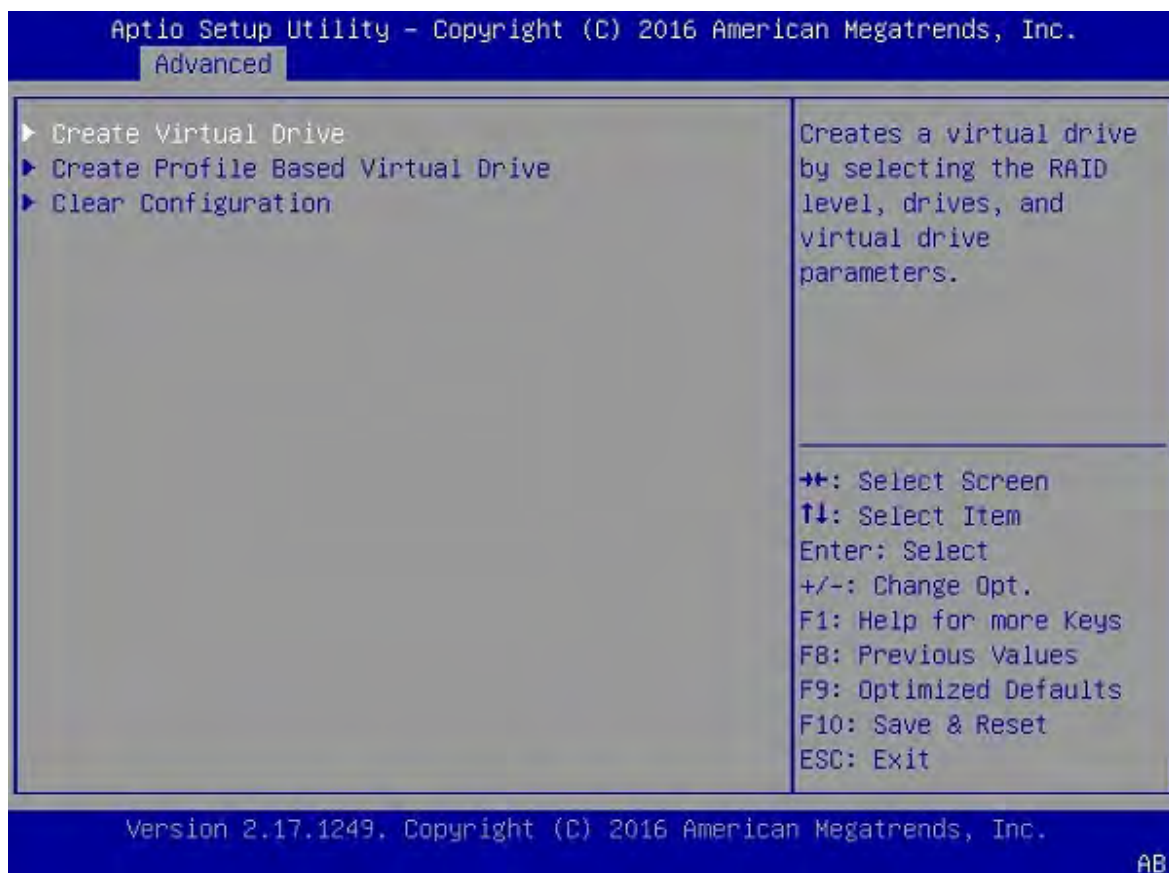 Aptio Setup Utility – Copyright (C) 2016 American Megatrends, Inc.
Advanced
▶ Create Virtual Drive
▶ Create Profile Based Virtual Drive
▶ Clear Configuration
Creates a virtual drive
by selecting the RAID
level, drives, and
virtual drive
parameters.
→←: Select Screen
↑↓: Select Item
Enter: Select
+/-: Change Opt.
F1: Help for more Keys
F8: Previous Values
F9: Optimized Defaults
F10: Save & Reset
ESC: Exit
Version 2.17.1249. Copyright (C) 2016 American Megatrends, Inc.
AB